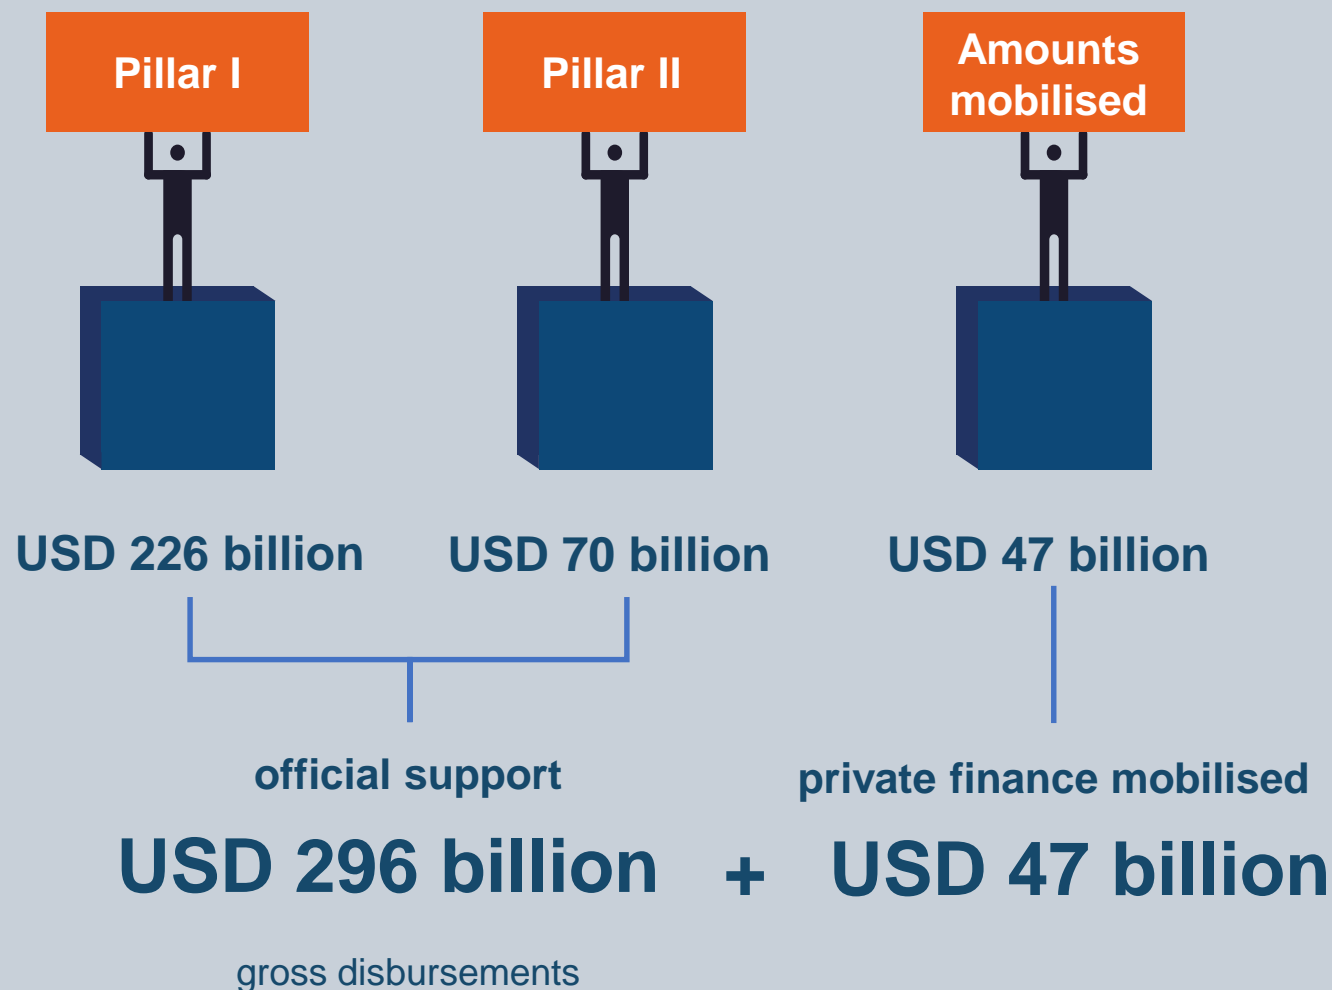 Pillar I
Pillar II
Amounts
mobilised
USD 226 billion
USD 70 billion
USD 47 billion
official support
private finance mobilised
USD 296 billion + USD 47 billion
gross disbursements